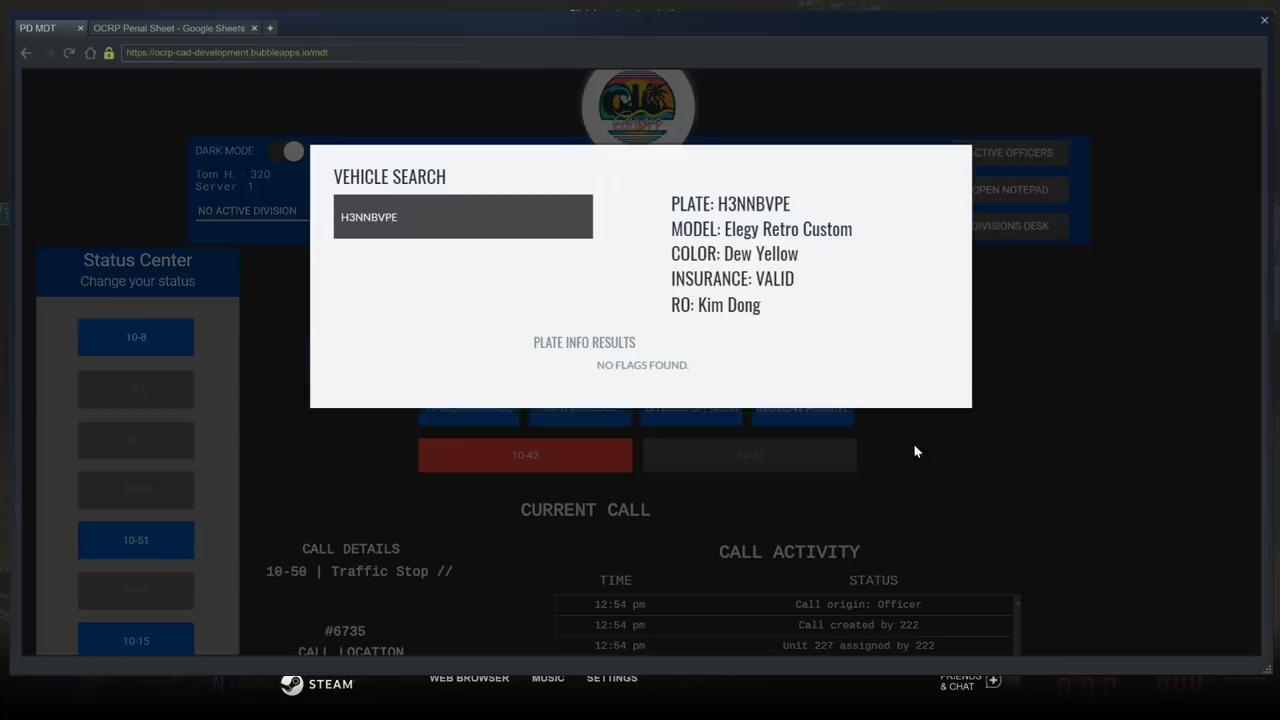 PD MDT
OCRP Penal Sheet - Google Sheets
https://ocrp-cad-development.bubbleapps.io/mdt
DARK MODE
Tom H. - 320
Server 1
NO ACTIVE DIVISION
ACTIVE OFFICERS
OPEN NOTEPAD
DIVISIONS DESK
VEHICLE SEARCH
H3NNBVPE
PLATE: H3NNBVPE
MODEL: Elegy Retro Custom
COLOR: Dew Yellow
INSURANCE: VALID
RO: Kim Dong
PLATE INFO RESULTS
NO FLAGS FOUND.
Status Center
Change your status
10-8
10-51
10-15
10-42
CURRENT CALL
CALL DETAILS
10-50 | Traffic Stop //
#6735
CALL LOCATION
CALL ACTIVITY
TIME STATUS
12:54 pm Call origin: Officer
12:54 pm Call created by 222
12:54 pm Unit 227 assigned by 222
STEAM
WEB BROWSER
MUSIC
SETTINGS
FRIENDS
& CHAT